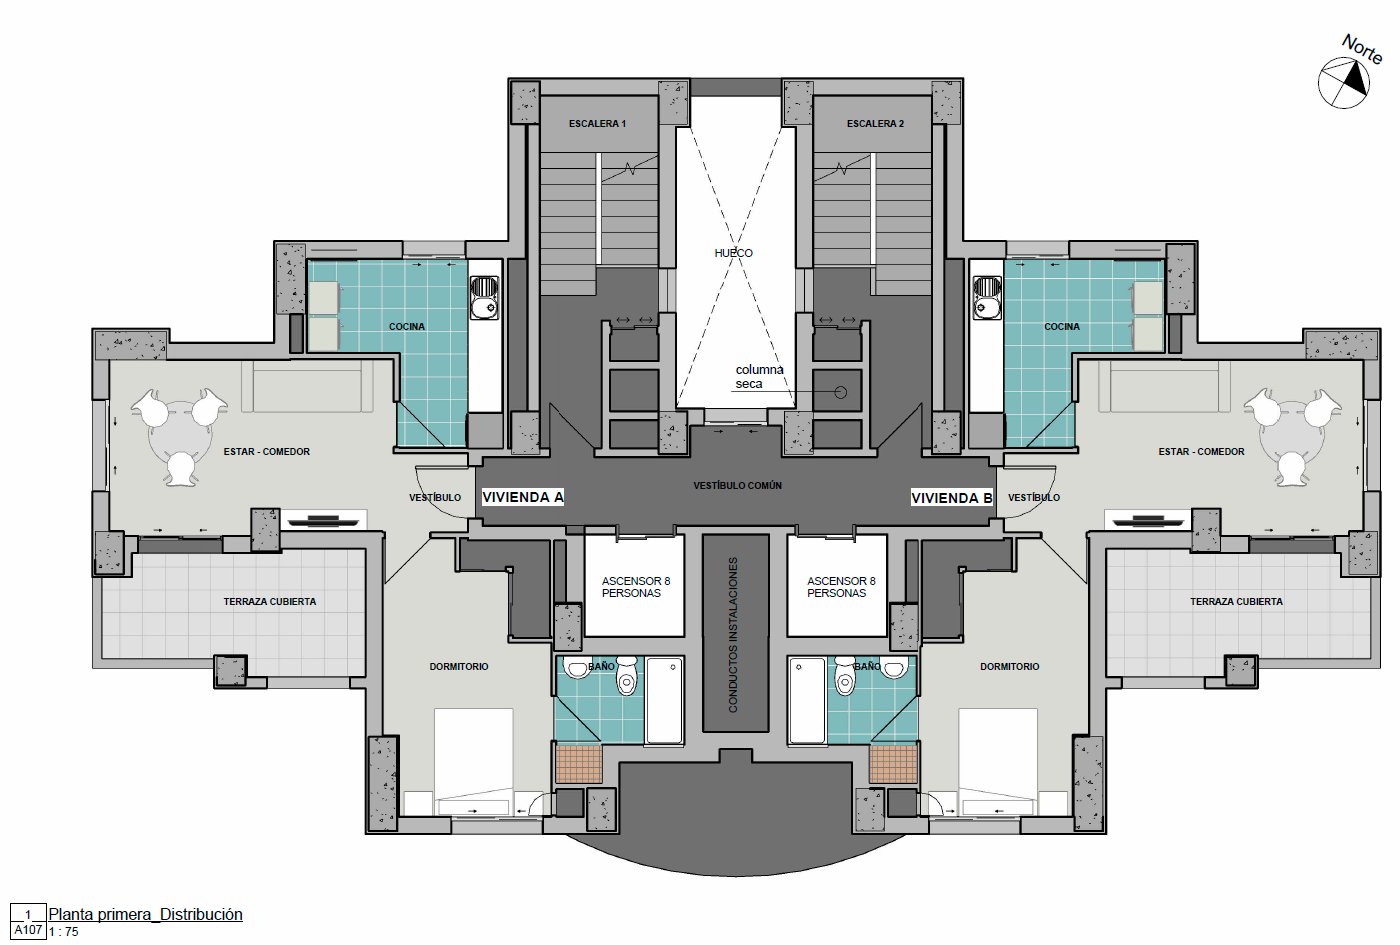 Norte
ESCALERA 1
ESCALERA 2
HUECO
COCINA
COCINA
columna
seca
ESTAR - COMEDOR
ESTAR - COMEDOR
VESTÍBULO
VIVIENDA A
VESTÍBULO COMÚN
VIVIENDA B
VESTÍBULO
ASCENSOR 8
PERSONAS
CONDUCTOS INSTALACIONES
ASCENSOR 8
PERSONAS
TERRAZA CUBIERTA
TERRAZA CUBIERTA
DORMITORIO
BAÑO
BAÑO
DORMITORIO
1
Planta primera_Distribución
A107
1 : 75